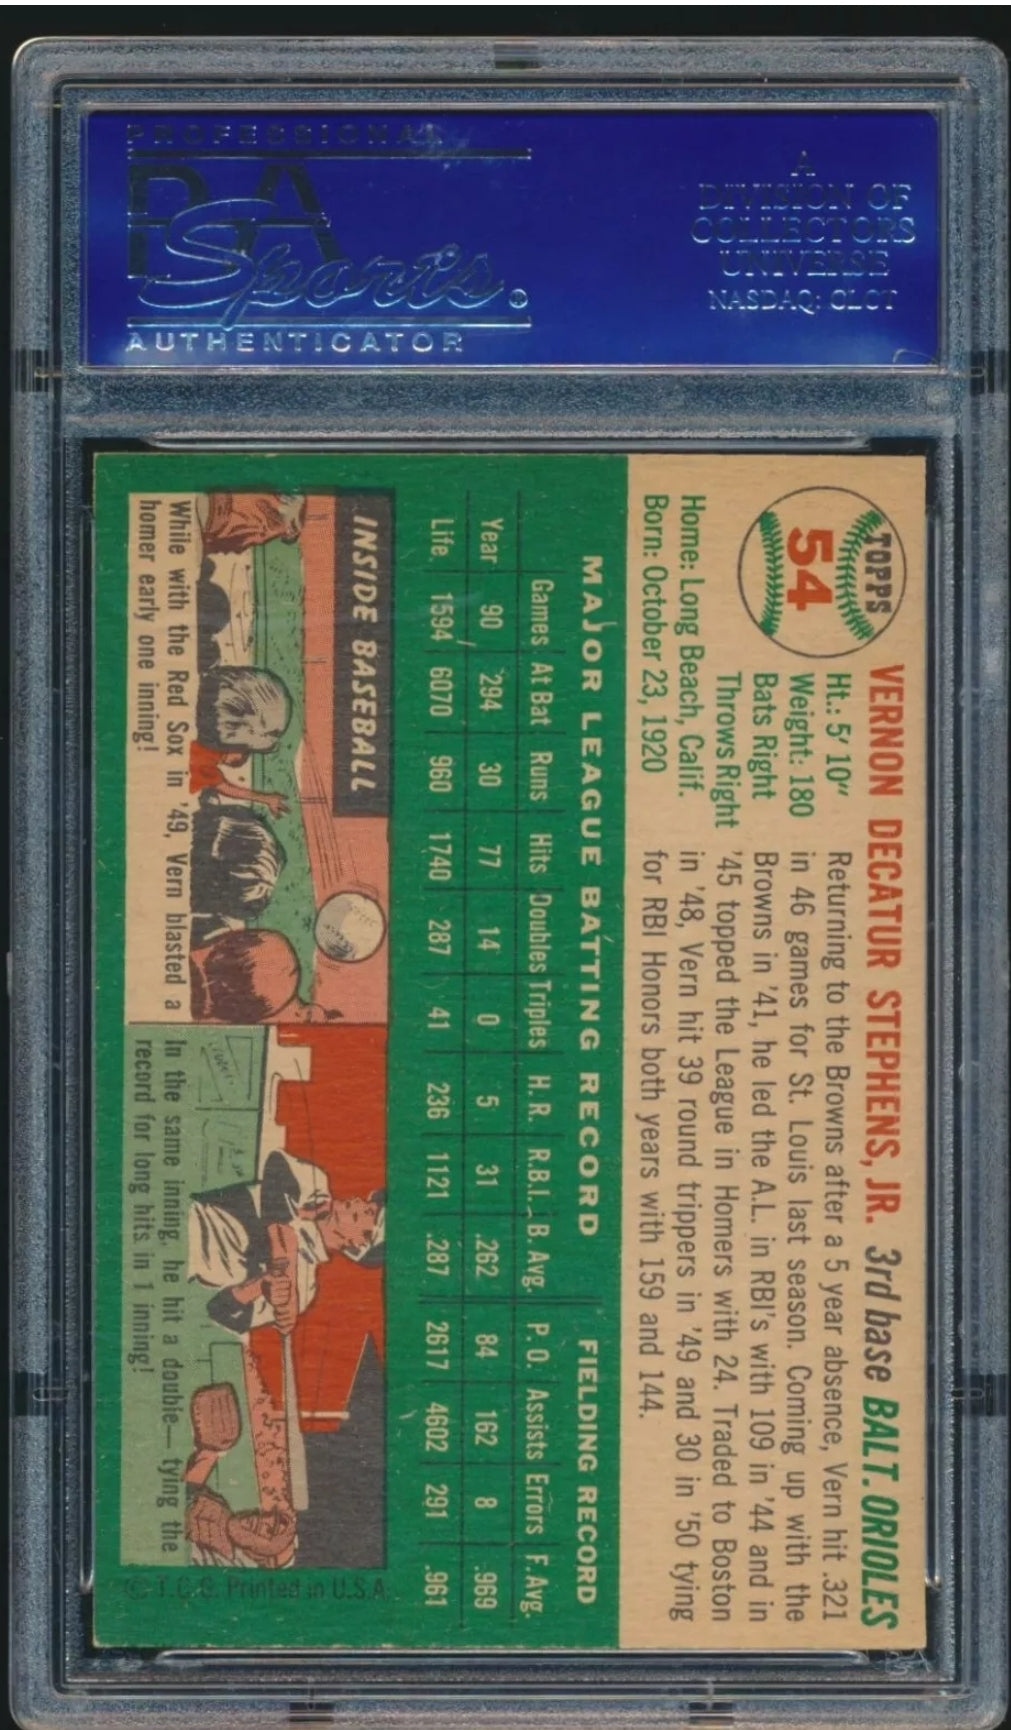 PROFESSIONAL
PSA
Sports®
AUTHENTICATOR
A
DIVISION OF
COLLECTORS
UNIVERSE
NASDAQ: CLCT
TOPPS
54
VERNON DECATUR STEPHENS, JR. 3rd base BALT. ORIOLES
Ht.: 5' 10"
Weight: 180
Bats Right
Throws Right
Home: Long Beach, Calif.
Born: October 23, 1920
Returning to the Browns after a 5 year absence, Vern hit .321
in 46 games for St. Louis last season. Coming up with the
Browns in '41, he led the A.L. in RBI's with 109 in '44 and in
'45 topped the League in Homers with 24. Traded to Boston
in '48, Vern hit 39 round trippers in '49 and 30 in '50 tying
for RBI Honors both years with 159 and 144.
MAJOR LEAGUE BATTING RECORD FIELDING RECORD
Games At Bat Runs Hits Doubles Triples H.R. R.B.I. B. Avg. P.O. Assists Errors F. Avg.
Year 90 294 30 77 14 0 5 31 .262 84 162 8 .969
Life 1594 6070 960 1740 287 41 236 1121 .287 2617 4602 291 .961
INSIDE BASEBALL
While with the Red Sox in '49, Vern blasted a
homer early one inning!
In the same inning, he hit a double—tying the
record for long hits in 1 inning!
© T.C.G. Printed in U.S.A.